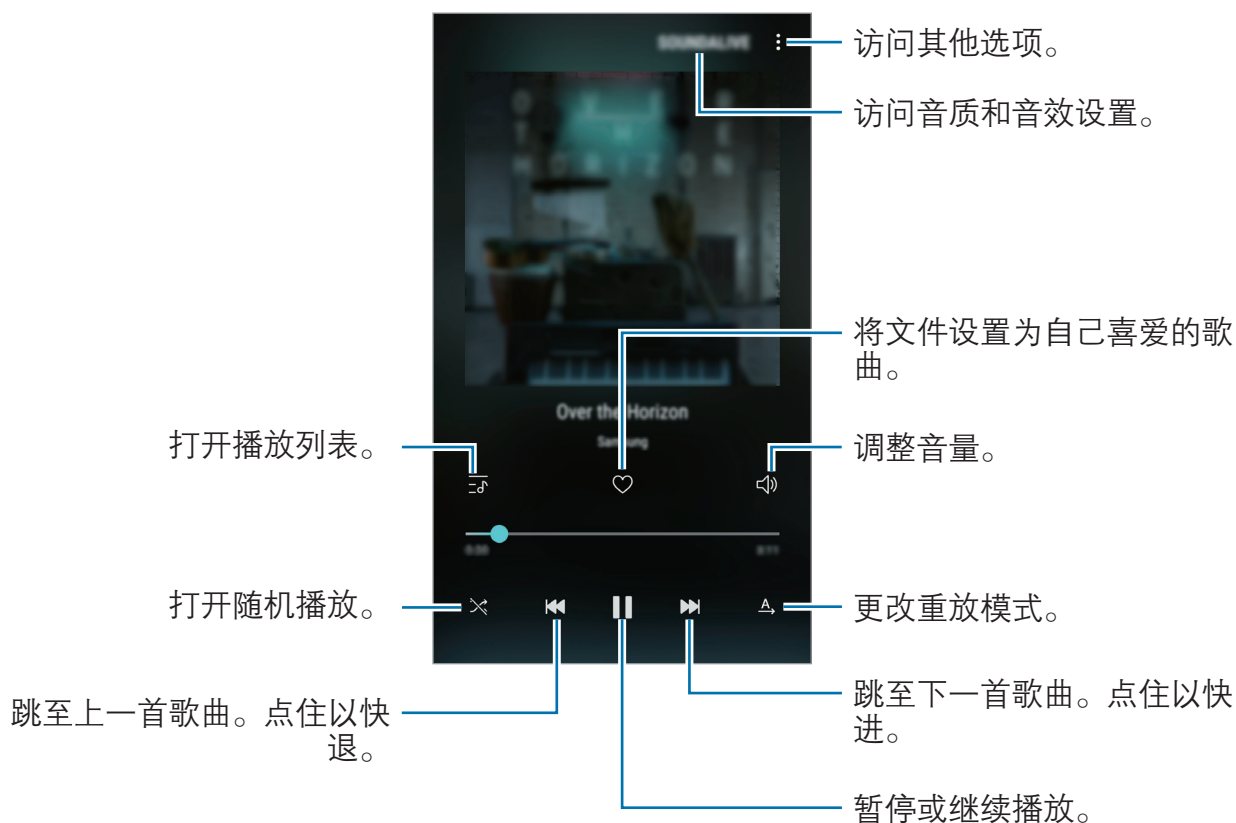 SOUNDALIVE
访问其他选项。
访问音质和音效设置。
O V E R
T H E
H O R I Z O N
将文件设置为自己喜爱的歌
曲。
Over the Horizon
Samsung
打开播放列表。
调整音量。
打开随机播放。
A
更改重放模式。
跳至上一首歌曲。点住以快
退。
跳至下一首歌曲。点住以快
进。
暂停或继续播放。